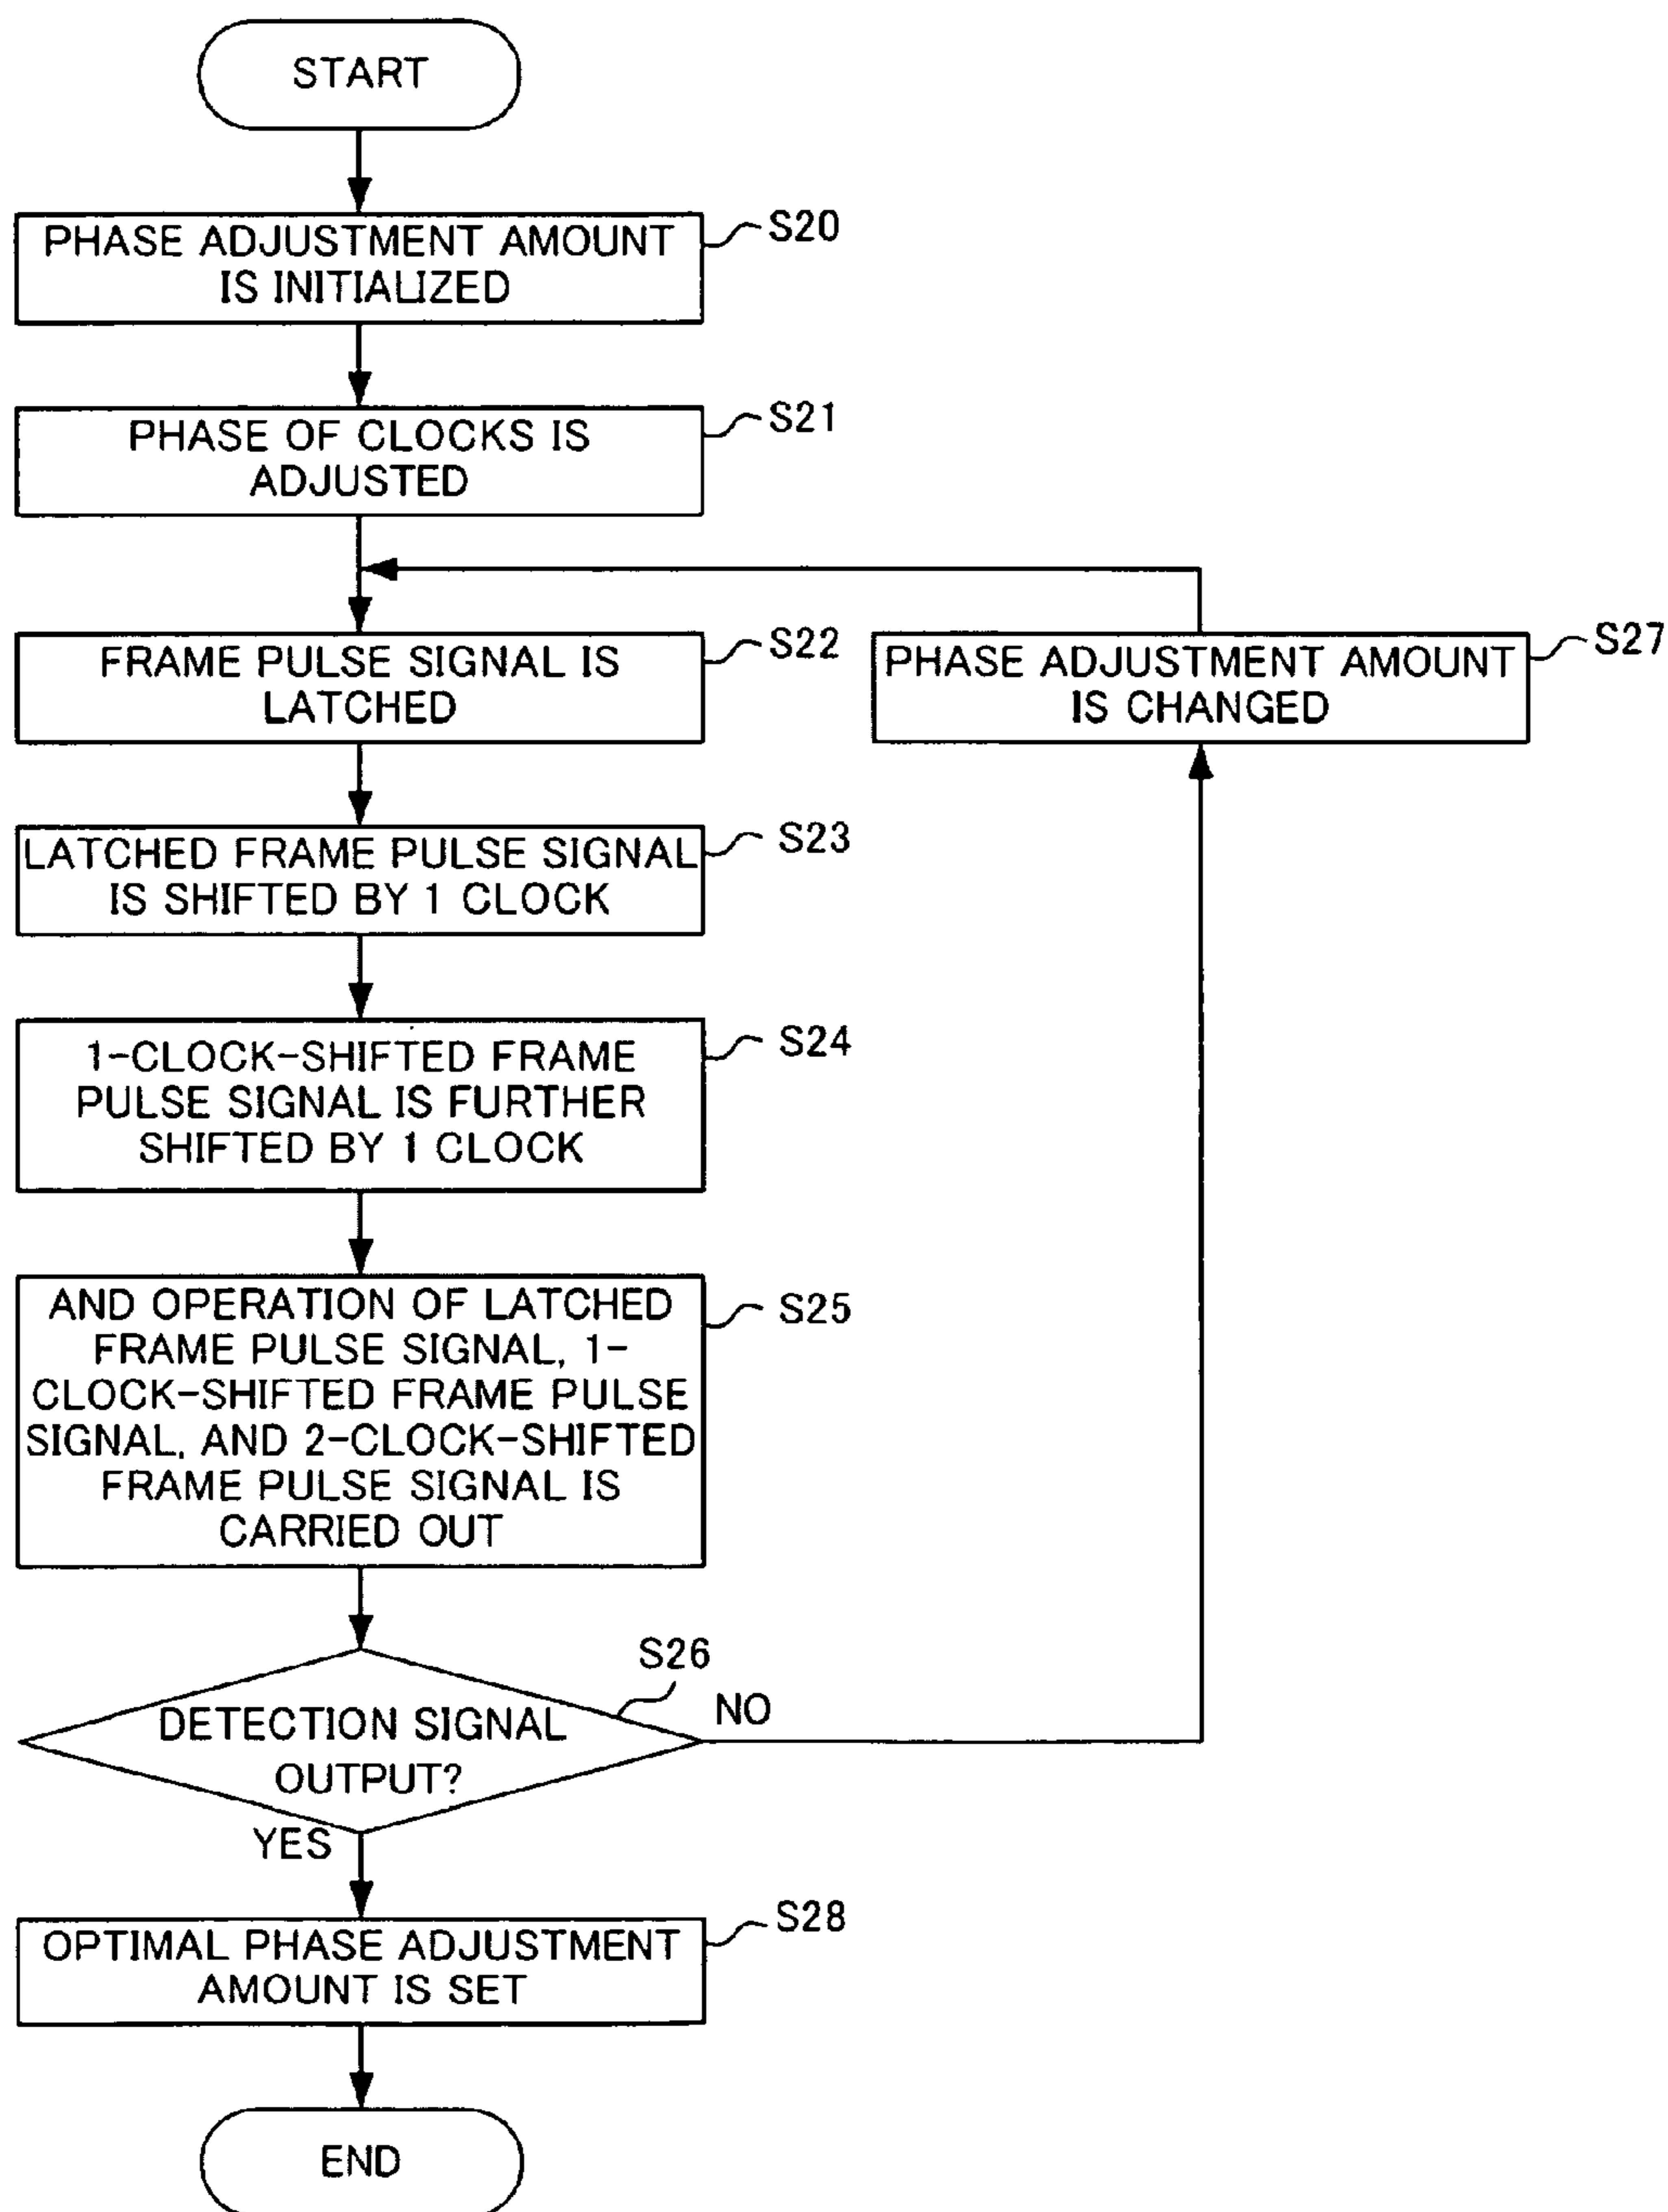 START
PHASE ADJUSTMENT AMOUNT
IS INITIALIZED
S20
PHASE OF CLOCKS IS
ADJUSTED
S21
FRAME PULSE SIGNAL IS
LATCHED
S22
PHASE ADJUSTMENT AMOUNT
IS CHANGED
S27
LATCHED FRAME PULSE SIGNAL
IS SHIFTED BY 1 CLOCK
S23
1-CLOCK-SHIFTED FRAME
PULSE SIGNAL IS FURTHER
SHIFTED BY 1 CLOCK
S24
AND OPERATION OF LATCHED
FRAME PULSE SIGNAL, 1-
CLOCK-SHIFTED FRAME PULSE
SIGNAL, AND 2-CLOCK-SHIFTED
FRAME PULSE SIGNAL IS
CARRIED OUT
S25
DETECTION SIGNAL
OUTPUT?
S26
NO
YES
OPTIMAL PHASE ADJUSTMENT
AMOUNT IS SET
S28
END